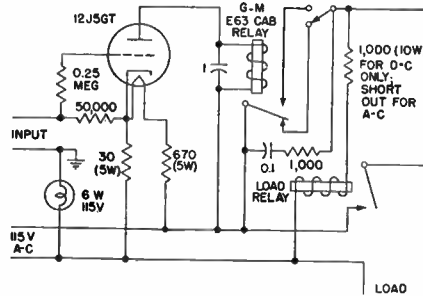 12J5GT
G-M
E63 CAB
RELAY
1,000 (10W
FOR D-C
ONLY;
SHORT
OUT FOR
A-C
0.25
MEG
1
50,000
INPUT
30
(5W)
670
(5W)
0.1
1,000
LOAD
RELAY
6 W
115V
115V
A-C
LOAD